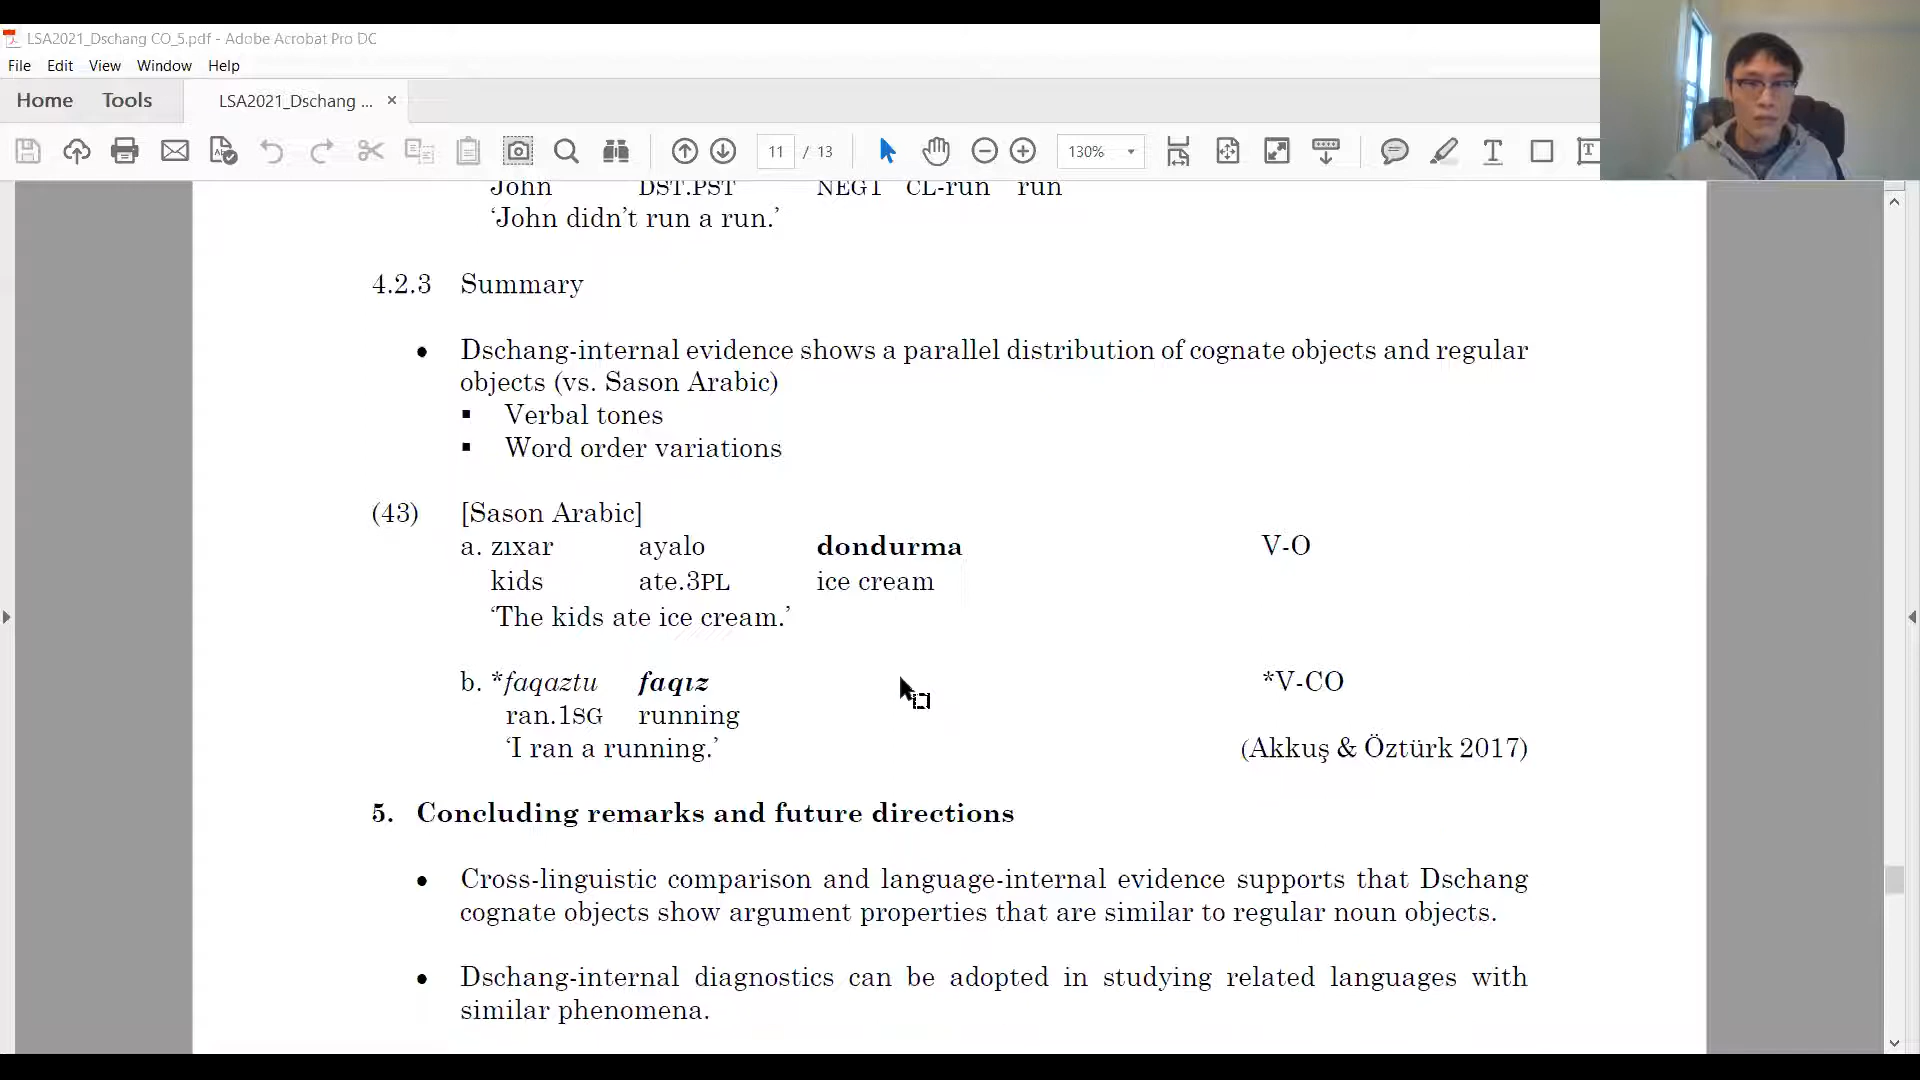 LSA2021_Dschang CO_5.pdf - Adobe Acrobat Pro DC
File Edit View Window Help
Home Tools LSA2021_Dschang ... ×
11 / 13 130%
John DST.PST NEG1 CL-run run
‘John didn’t run a run.’
4.2.3 Summary
• Dschang-internal evidence shows a parallel distribution of cognate objects and regular
objects (vs. Sason Arabic)
▪ Verbal tones
▪ Word order variations
(43) [Sason Arabic]
a. zıxar ayalo dondurma V-O
kids ate.3PL ice cream
‘The kids ate ice cream.’
b. *faqaztu faqız *V-CO
ran.1SG running
‘I ran a running.’ (Akkuş & Öztürk 2017)
5. Concluding remarks and future directions
• Cross-linguistic comparison and language-internal evidence supports that Dschang
cognate objects show argument properties that are similar to regular noun objects.
• Dschang-internal diagnostics can be adopted in studying related languages with
similar phenomena.